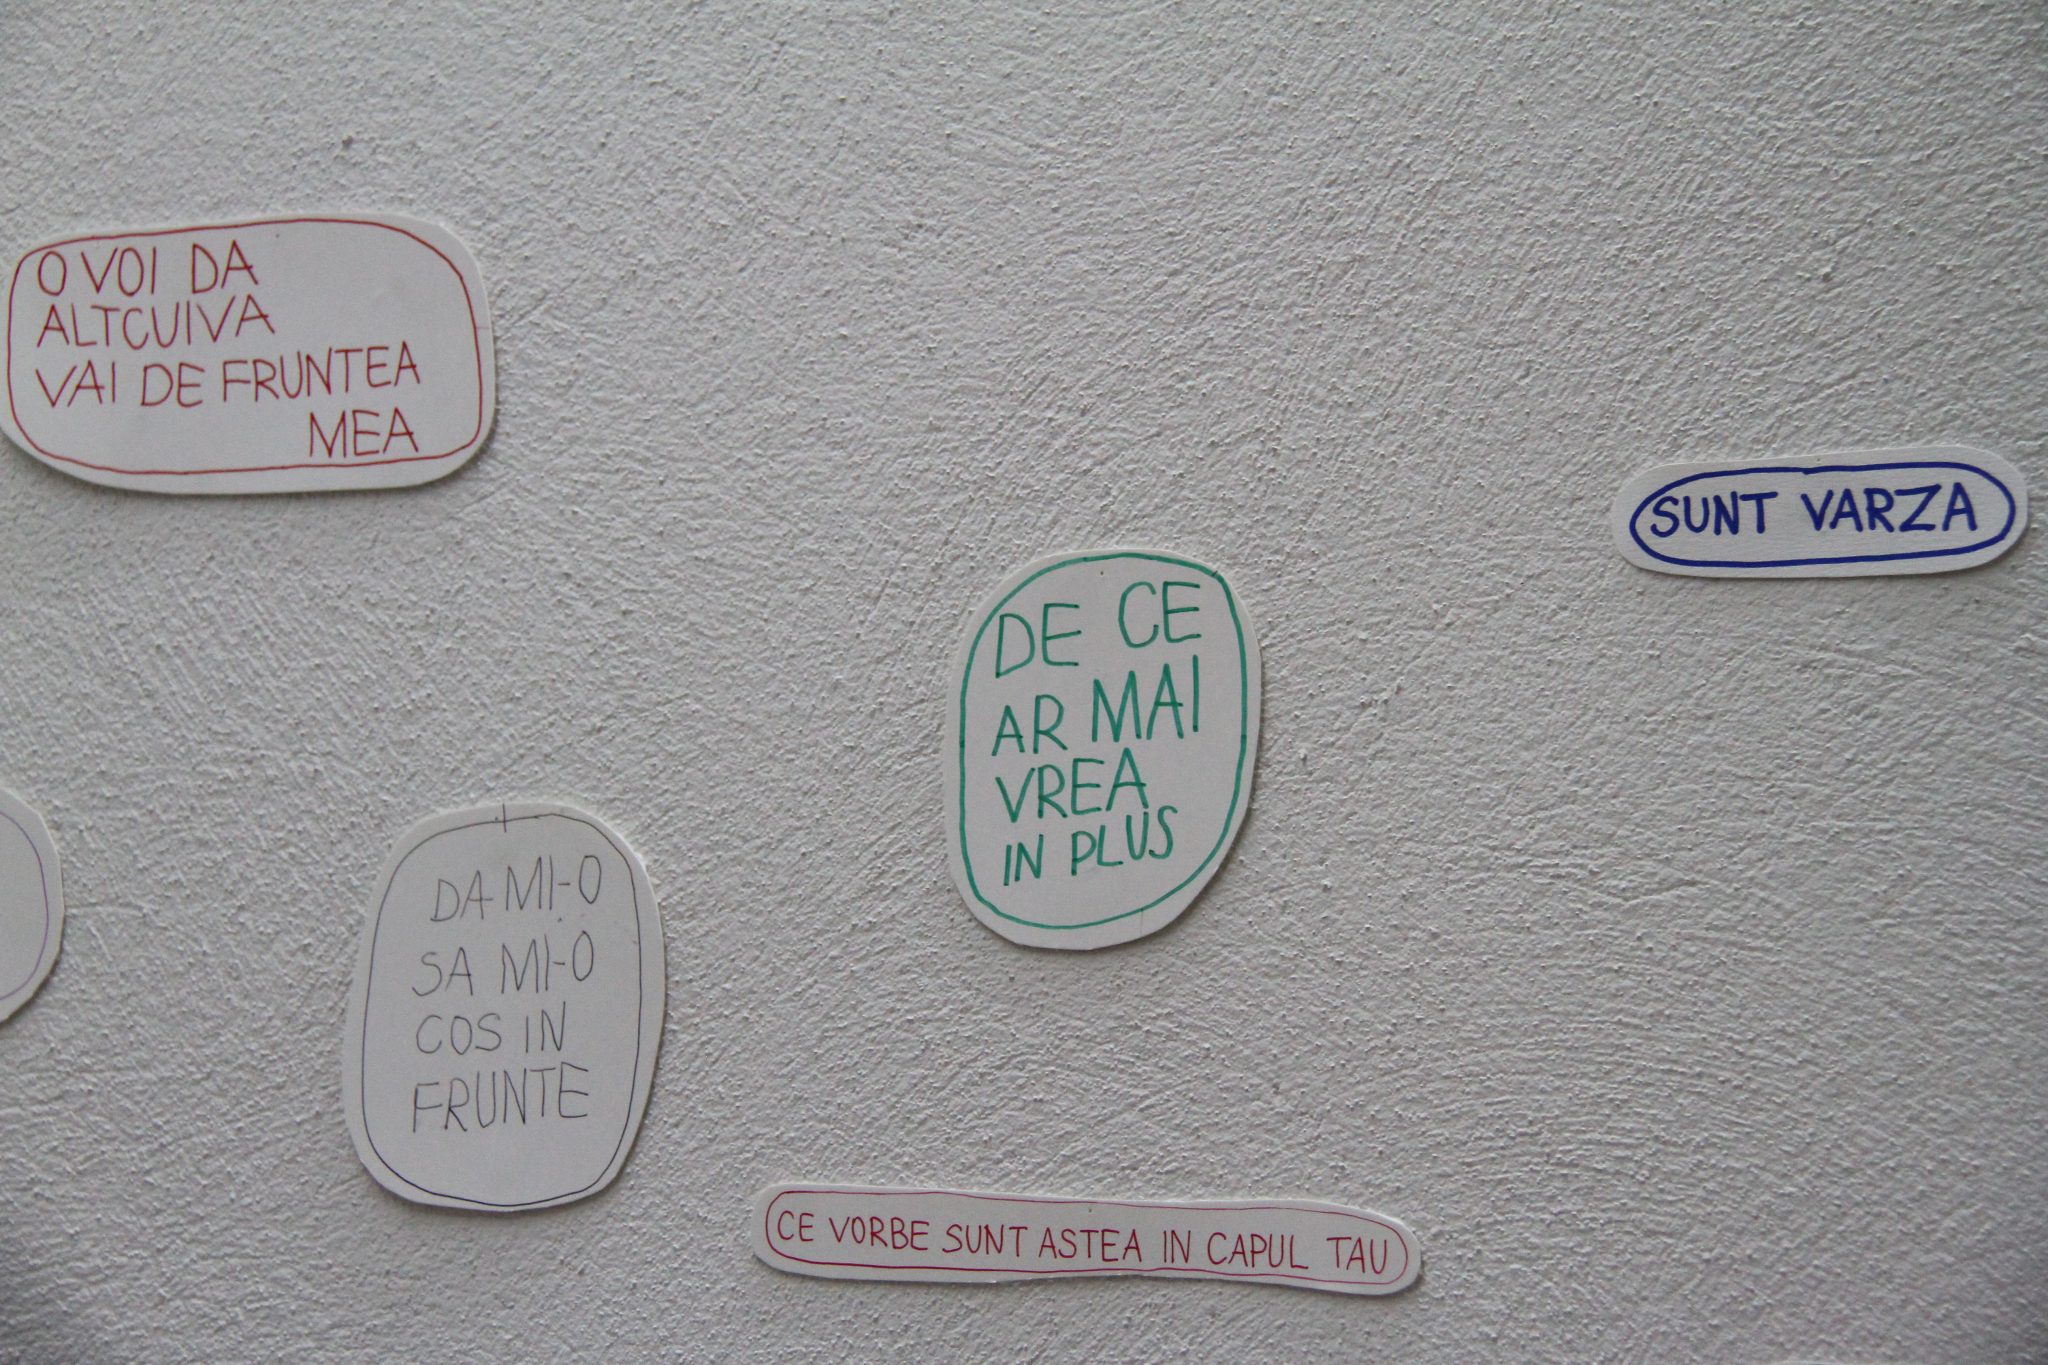 O VOI DA
ALTCUIVA
VAI DE FRUNTEA
MEA
SUNT VARZA
DE CE
AR MAI
VREA
IN PLUS
DA-MI-O
SA MI-O
COS IN
FRUNTE
CE VORBE SUNT ASTEA IN CAPUL TAU